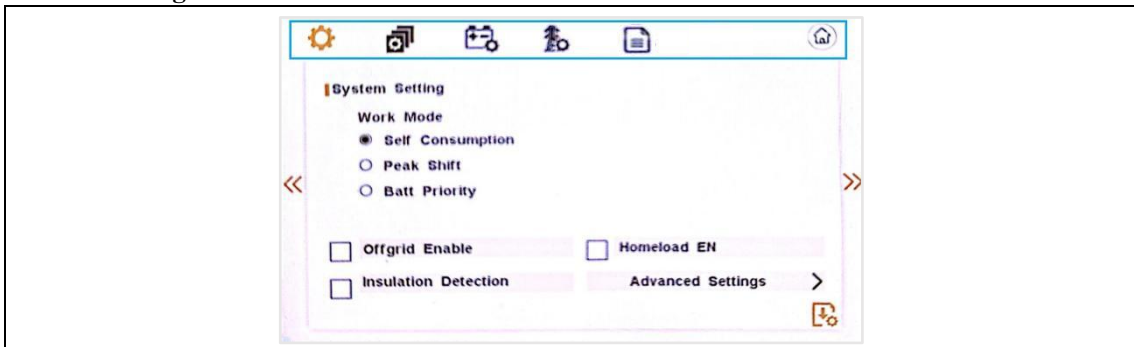 System Setting
Work Mode
Self Consumption
Peak Shift
Batt Priority
Offgrid Enable
Homeload EN
Insulation Detection
Advanced Settings